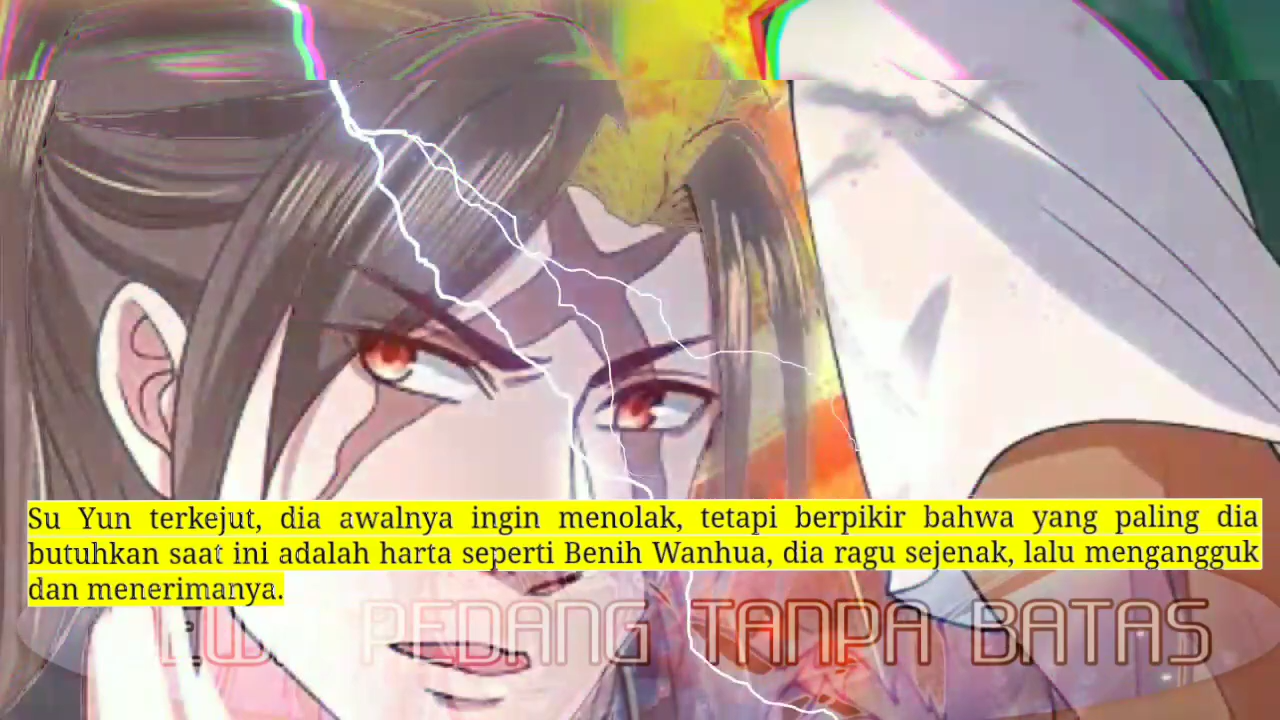 Su Yun terkejut, dia awalnya ingin menolak, tetapi berpikir bahwa yang paling dia
butuhkan saat ini adalah harta seperti Benih Wanhua, dia ragu sejenak, lalu mengangguk
dan menerimanya.
PEDANG TANPA BATAS